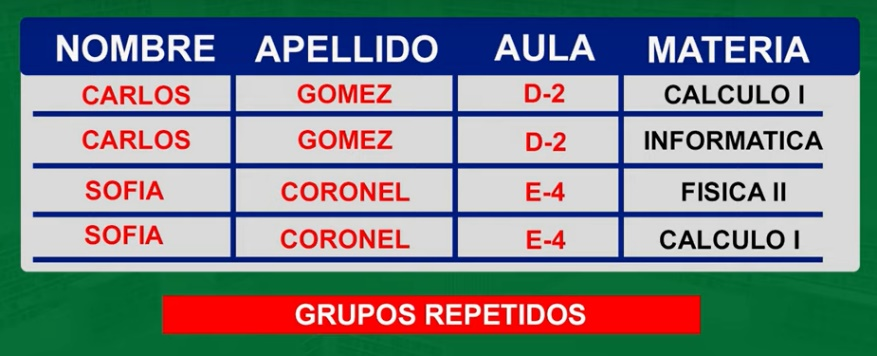 NOMBRE APELLIDO AULA MATERIA
CARLOS GOMEZ D-2 CALCULO I
CARLOS GOMEZ D-2 INFORMATICA
SOFIA CORONEL E-4 FISICA II
SOFIA CORONEL E-4 CALCULO I
GRUPOS REPETIDOS